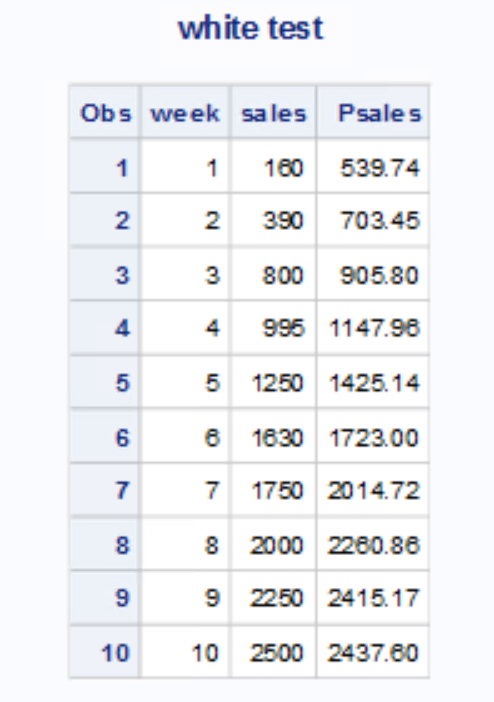 white test
Obs week sales Psales
1 1 160 539.74
2 2 390 703.45
3 3 800 905.80
4 4 995 1147.96
5 5 1250 1425.14
6 6 1630 1723.00
7 7 1750 2014.72
8 8 2000 2260.86
9 9 2250 2415.17
10 10 2500 2437.60